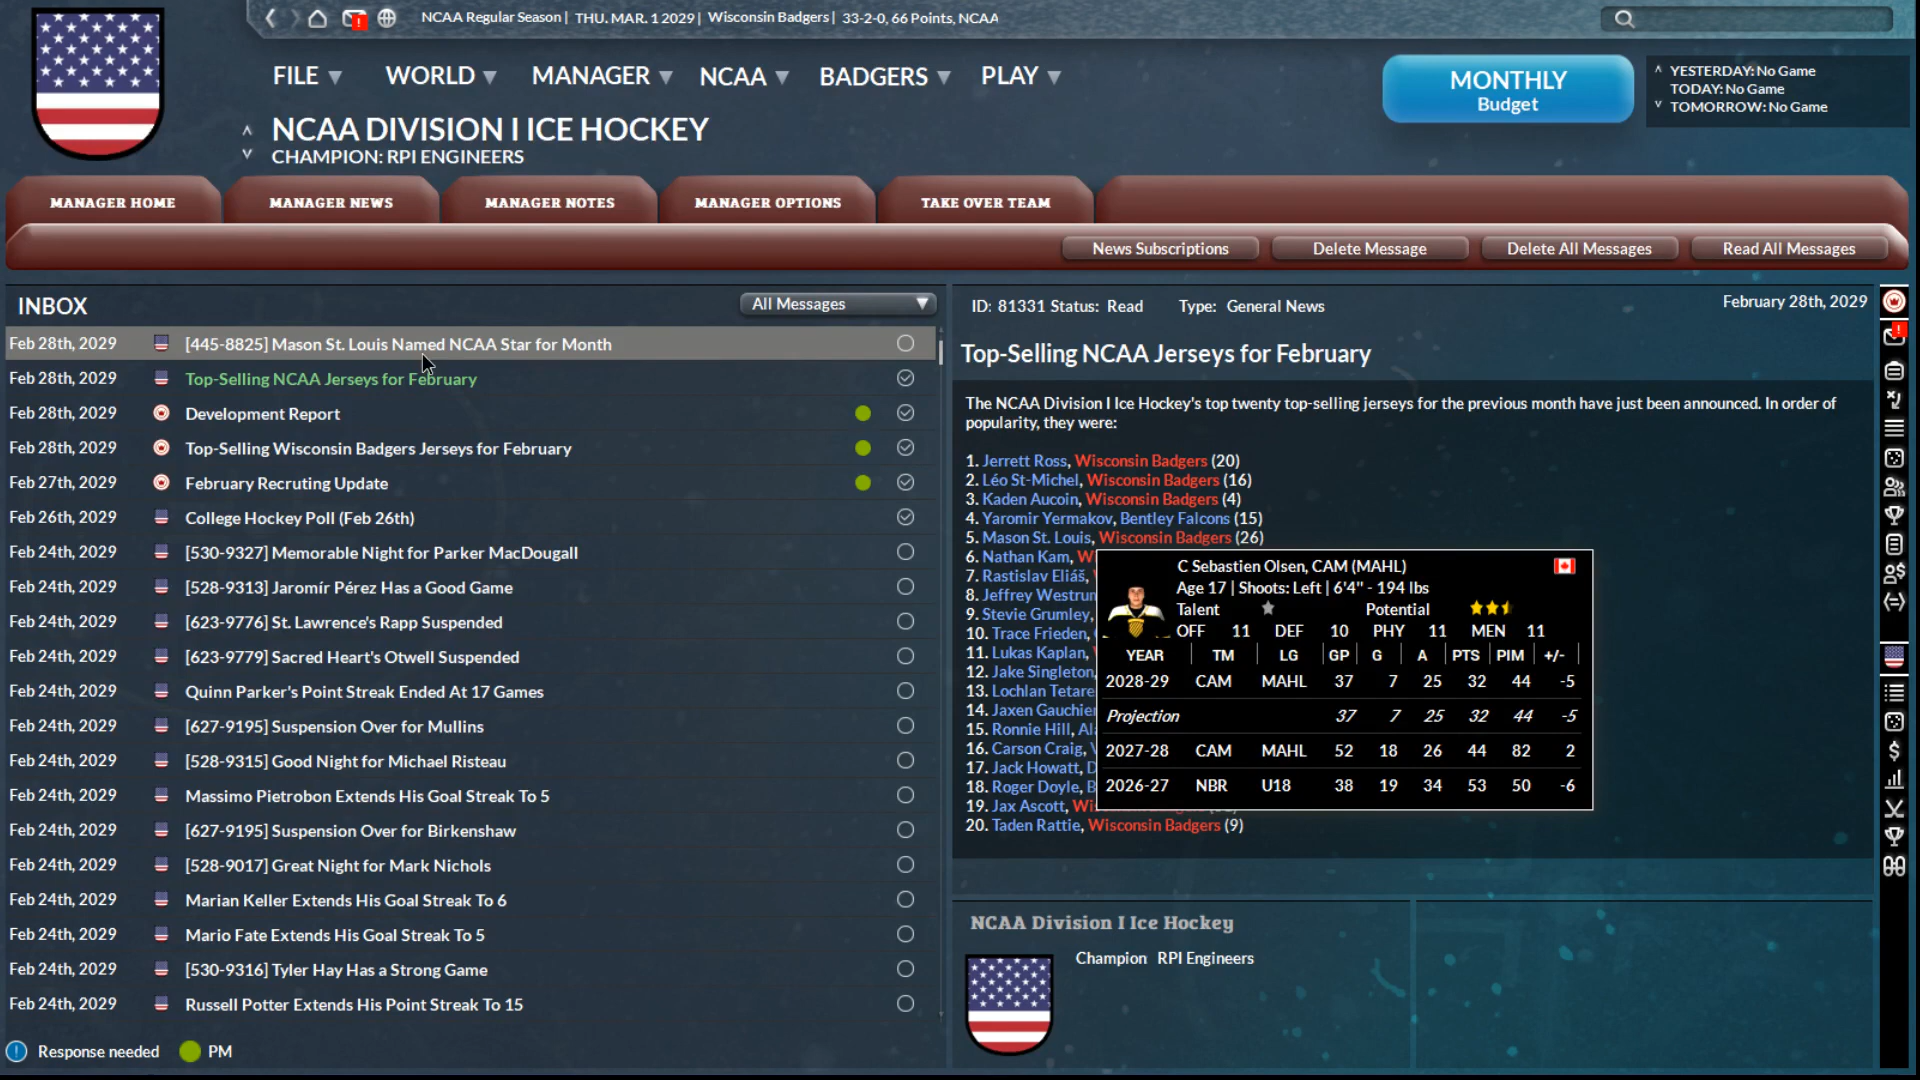 NCAA Regular Season | THU. MAR. 1 2029 | Wisconsin Badgers | 33-2-0, 66 Points, NCAA
FILE WORLD MANAGER NCAA BADGERS PLAY
MONTHLY
Budget
YESTERDAY: No Game
TODAY: No Game
TOMORROW: No Game
NCAA DIVISION I ICE HOCKEY
CHAMPION: RPI ENGINEERS
MANAGER HOME MANAGER NEWS MANAGER NOTES MANAGER OPTIONS TAKE OVER TEAM
News Subscriptions Delete Message Delete All Messages Read All Messages
INBOX All Messages
Feb 28th, 2029 [445-8825] Mason St. Louis Named NCAA Star for Month
Feb 28th, 2029 Top-Selling NCAA Jerseys for February
Feb 28th, 2029 Development Report
Feb 28th, 2029 Top-Selling Wisconsin Badgers Jerseys for February
Feb 27th, 2029 February Recruting Update
Feb 26th, 2029 College Hockey Poll (Feb 26th)
Feb 24th, 2029 [530-9327] Memorable Night for Parker MacDougall
Feb 24th, 2029 [528-9313] Jaromír Pérez Has a Good Game
Feb 24th, 2029 [623-9776] St. Lawrence's Rapp Suspended
Feb 24th, 2029 [623-9779] Sacred Heart's Otwell Suspended
Feb 24th, 2029 Quinn Parker's Point Streak Ended At 17 Games
Feb 24th, 2029 [627-9195] Suspension Over for Mullins
Feb 24th, 2029 [528-9315] Good Night for Michael Risteau
Feb 24th, 2029 Massimo Pietrobon Extends His Goal Streak To 5
Feb 24th, 2029 [627-9195] Suspension Over for Birkenshaw
Feb 24th, 2029 [528-9017] Great Night for Mark Nichols
Feb 24th, 2029 Marian Keller Extends His Goal Streak To 6
Feb 24th, 2029 Mario Fate Extends His Goal Streak To 5
Feb 24th, 2029 [530-9316] Tyler Hay Has a Strong Game
Feb 24th, 2029 Russell Potter Extends His Point Streak To 15
Response needed PM
ID: 81331 Status: Read Type: General News February 28th, 2029
Top-Selling NCAA Jerseys for February
The NCAA Division I Ice Hockey's top twenty top-selling jerseys for the previous month have just been announced. In order of
popularity, they were:
1. Jerrett Ross, Wisconsin Badgers (20)
2. Léo St-Michel, Wisconsin Badgers (16)
3. Kaden Aucoin, Wisconsin Badgers (4)
4. Yaromir Yermakov, Bentley Falcons (15)
5. Mason St. Louis, Wisconsin Badgers (26)
6. Nathan Kam,
7. Rastislav Eliáš,
8. Jeffrey Westrun
9. Stevie Grumley,
10. Trace Frieden,
11. Lukas Kaplan,
12. Jake Singleton,
13. Lochlan Tetare
14. Jaxen Gauchie
15. Ronnie Hill, Al
16. Carson Craig,
17. Jack Howatt, D
18. Roger Doyle, B
19. Jax Ascott, Wi
20. Taden Rattie, Wisconsin Badgers (9)
C Sebastien Olsen, CAM (MAHL)
Age 17 | Shoots: Left | 6'4" - 194 lbs
Talent Potential
OFF 11 DEF 10 PHY 11 MEN 11
YEAR TM LG GP G A PTS PIM +/-
2028-29 CAM MAHL 37 7 25 32 44 -5
Projection 37 7 25 32 44 -5
2027-28 CAM MAHL 52 18 26 44 82 2
2026-27 NBR U18 38 19 34 53 50 -6
NCAA Division I Ice Hockey
Champion RPI Engineers